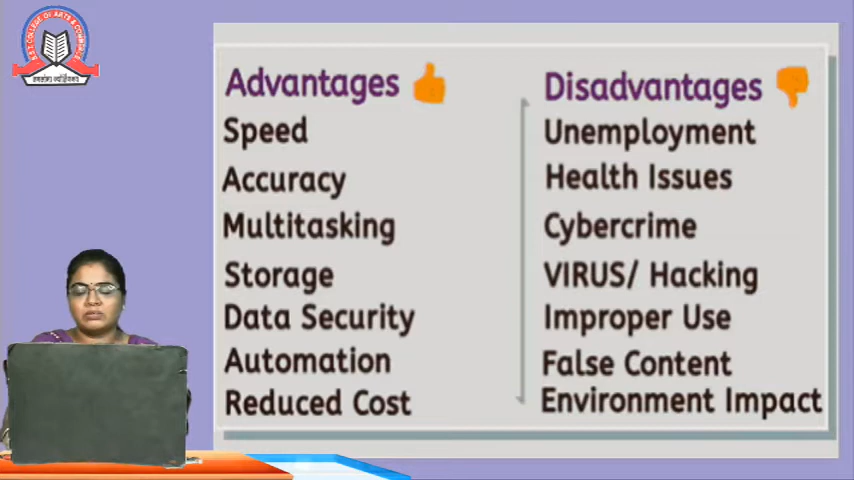 Advantages
Speed
Accuracy
Multitasking
Storage
Data Security
Automation
Reduced Cost
Disadvantages
Unemployment
Health Issues
Cybercrime
VIRUS/ Hacking
Improper Use
False Content
Environment Impact